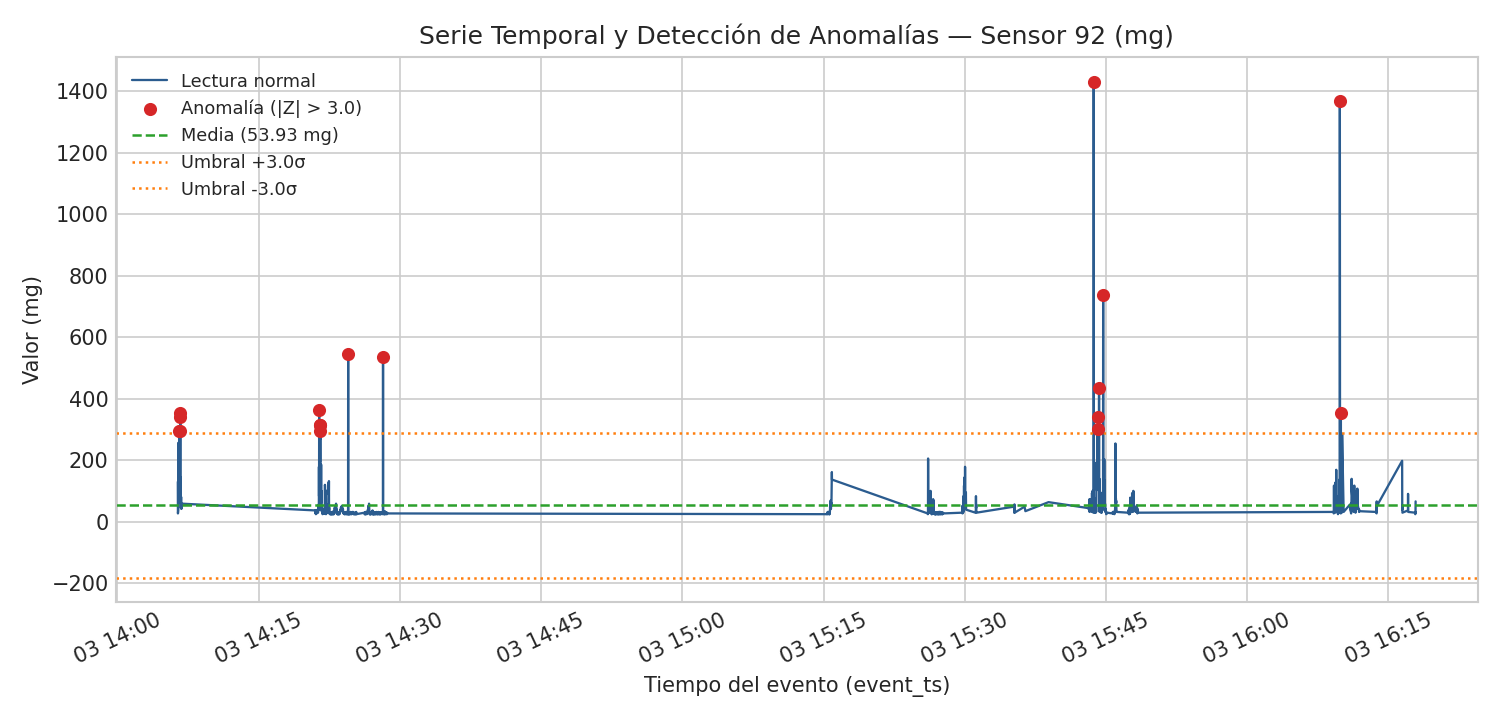 Serie Temporal y Detección de Anomalías — Sensor 92 (mg)
Lectura normal
Anomalía (|Z| > 3.0)
Media (53.93 mg)
Umbral +3.0σ
Umbral -3.0σ
Valor (mg)
1400
1200
1000
800
600
400
200
0
−200
03 14:00
03 14:15
03 14:30
03 14:45
03 15:00
03 15:15
03 15:30
03 15:45
03 16:00
03 16:15
Tiempo del evento (event_ts)